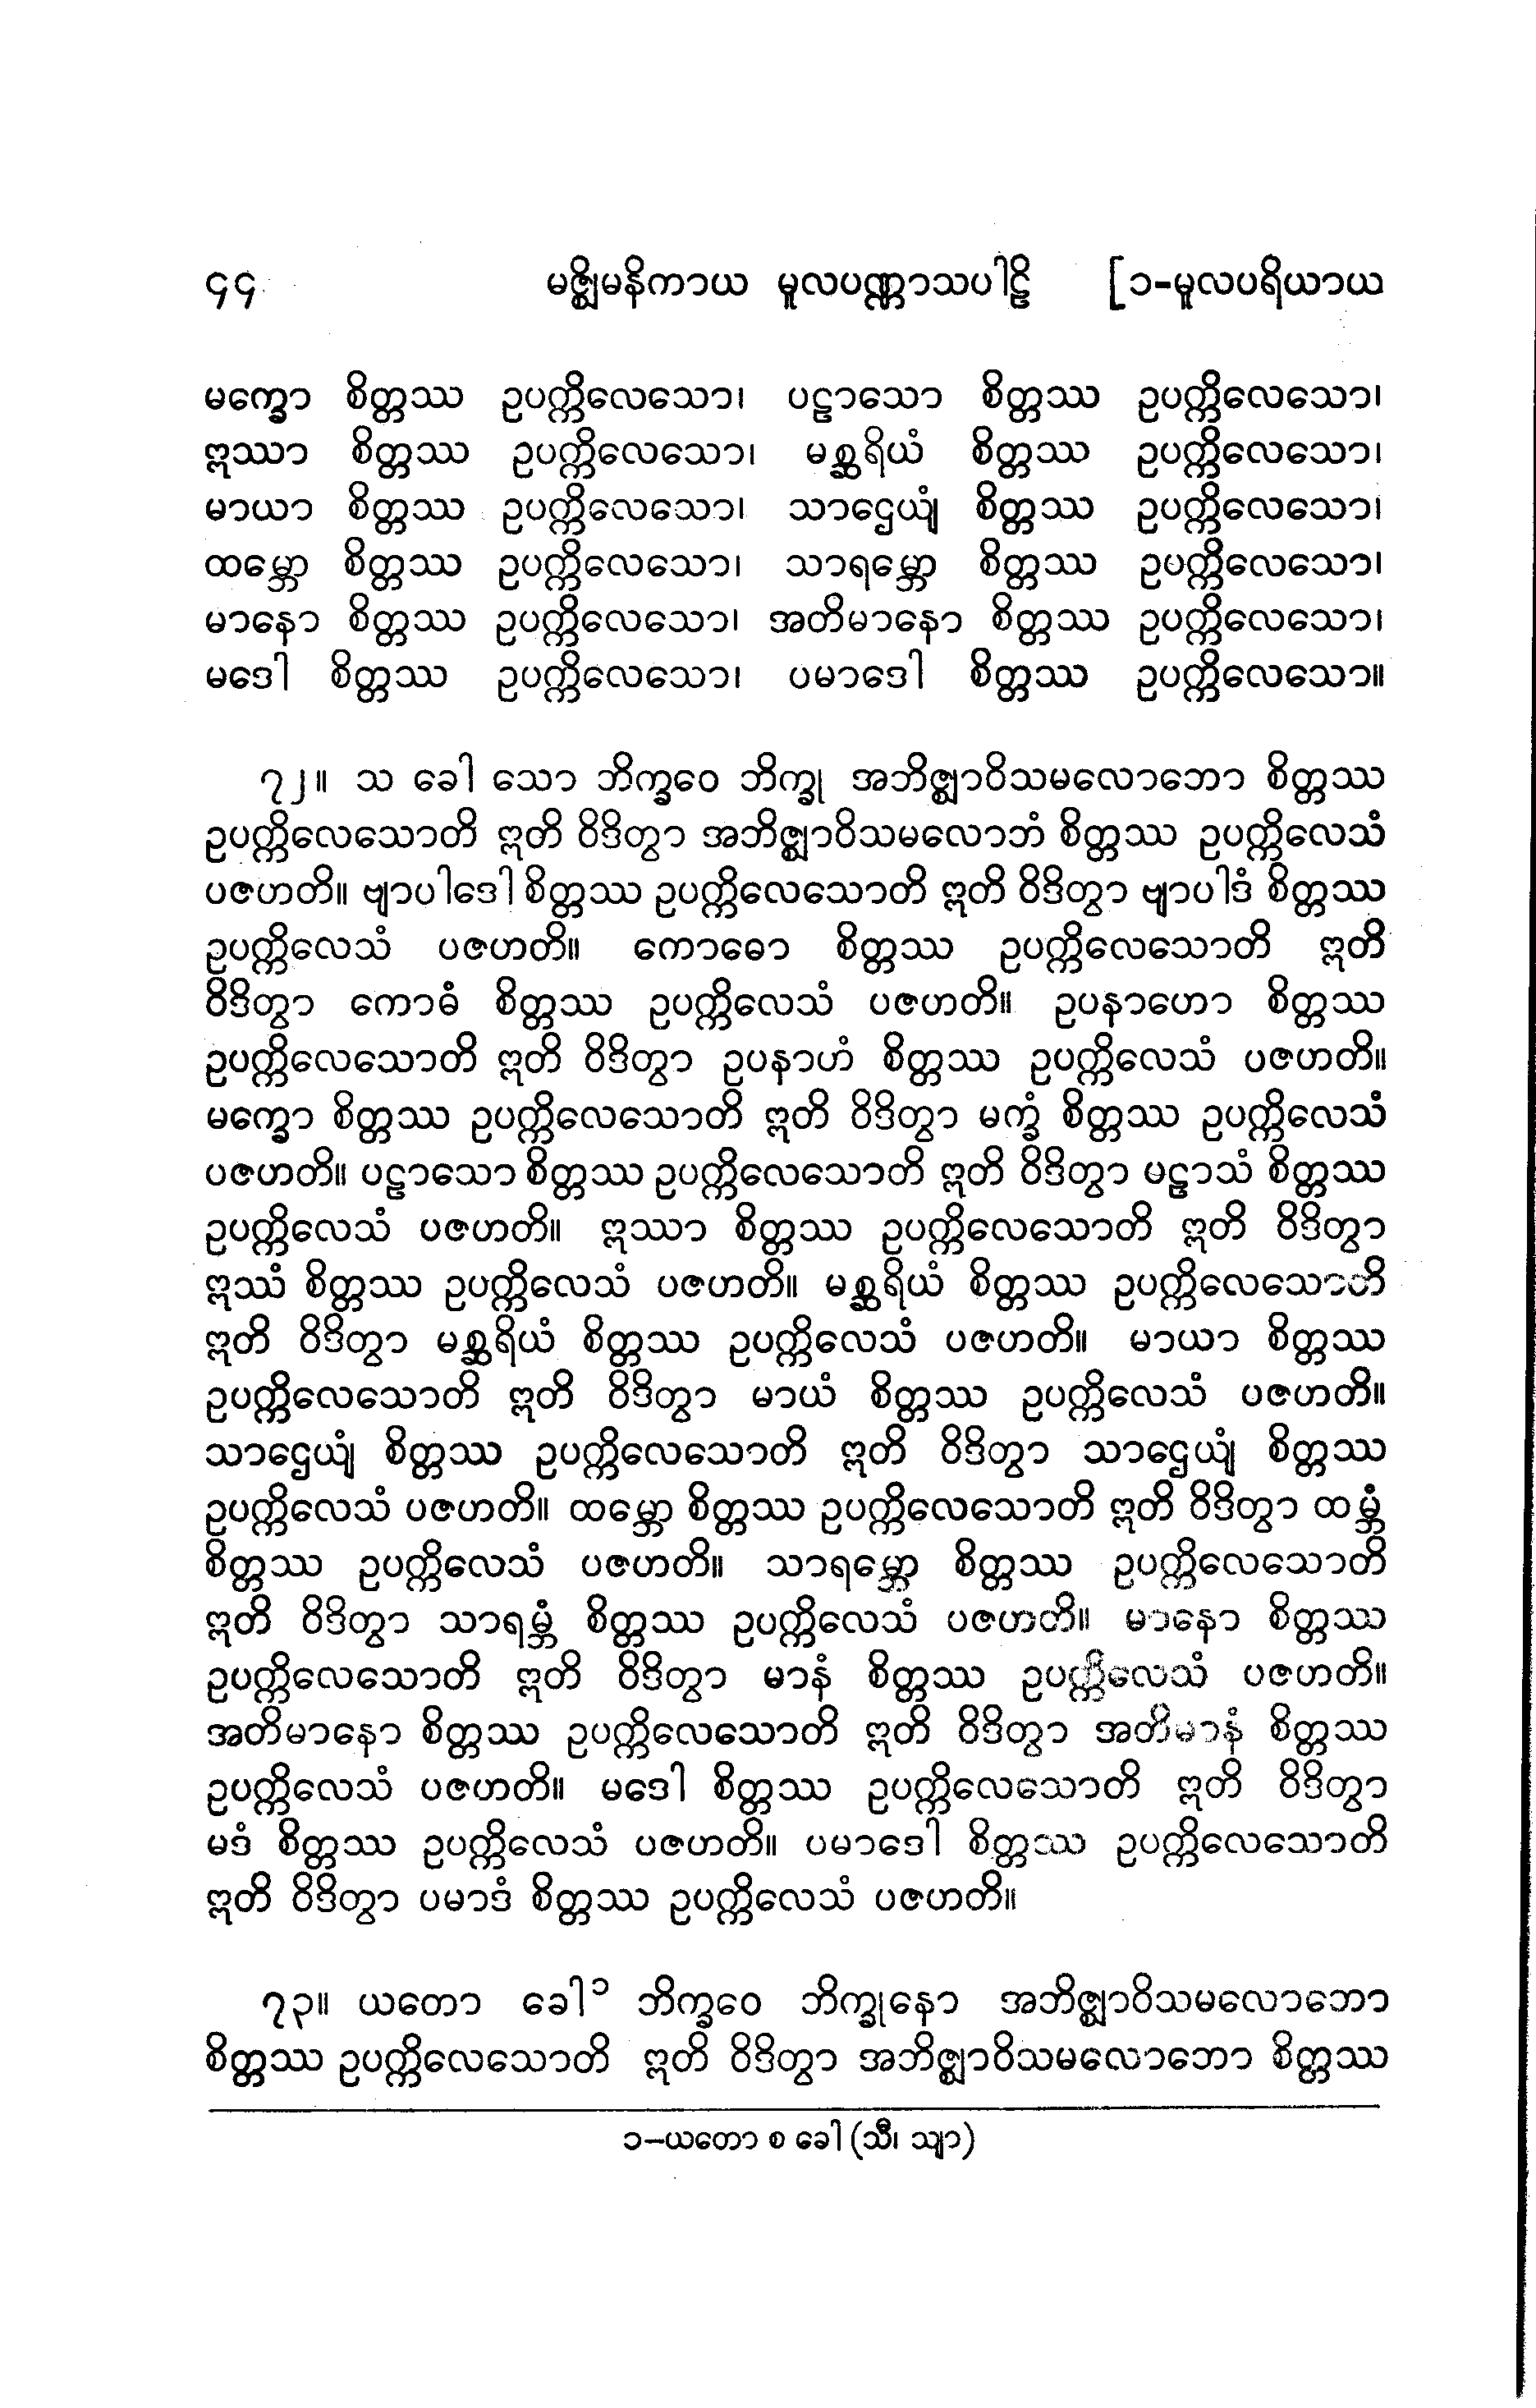 ၄၄ မဇ္ဈိမနိကာယ မူလပဏ္ဏာသပါဠိ [၁-မူလပရိယာယ
မက္ခော စိတ္တဿ ဥပက္ကိလေသော၊ ပဠာသော စိတ္တဿ ဥပက္ကိလေသော၊
ဣဿာ စိတ္တဿ ဥပက္ကိလေသော၊ မစ္ဆရိယံ စိတ္တဿ ဥပက္ကိလေသော၊
မာယာ စိတ္တဿ ဥပက္ကိလေသော၊ သာဌေယျံ စိတ္တဿ ဥပက္ကိလေသော၊
ထမ္ဘော စိတ္တဿ ဥပက္ကိလေသော၊ သာရမ္ဘော စိတ္တဿ ဥပက္ကိလေသော၊
မာနော စိတ္တဿ ဥပက္ကိလေသော၊ အတိမာနော စိတ္တဿ ဥပက္ကိလေသော၊
မဒေါ စိတ္တဿ ဥပက္ကိလေသော၊ ပမာဒေါ စိတ္တဿ ဥပက္ကိလေသော။
၇၂။ သ ခေါ သော ဘိက္ခဝေ ဘိက္ခု အဘိဇ္ဈာဝိသမလောဘော စိတ္တဿ
ဥပက္ကိလေသောတိ ဣတိ ဝိဒိတွာ အဘိဇ္ဈာဝိသမလောဘံ စိတ္တဿ ဥပက္ကိလေသံ
ပဇဟတိ။ ဗျာပါဒေါ စိတ္တဿ ဥပက္ကိလေသောတိ ဣတိ ဝိဒိတွာ ဗျာပါဒံ စိတ္တဿ
ဥပက္ကိလေသံ ပဇဟတိ။ ကောဓော စိတ္တဿ ဥပက္ကိလေသောတိ ဣတိ
ဝိဒိတွာ ကောဓံ စိတ္တဿ ဥပက္ကိလေသံ ပဇဟတိ။ ဥပနာဟော စိတ္တဿ
ဥပက္ကိလေသောတိ ဣတိ ဝိဒိတွာ ဥပနာဟံ စိတ္တဿ ဥပက္ကိလေသံ ပဇဟတိ။
မက္ခော စိတ္တဿ ဥပက္ကိလေသောတိ ဣတိ ဝိဒိတွာ မက္ခံ စိတ္တဿ ဥပက္ကိလေသံ
ပဇဟတိ။ ပဠာသော စိတ္တဿ ဥပက္ကိလေသောတိ ဣတိ ဝိဒိတွာ မဠာသံ စိတ္တဿ
ဥပက္ကိလေသံ ပဇဟတိ။ ဣဿာ စိတ္တဿ ဥပက္ကိလေသောတိ ဣတိ ဝိဒိတွာ
ဣဿံ စိတ္တဿ ဥပက္ကိလေသံ ပဇဟတိ။ မစ္ဆရိယံ စိတ္တဿ ဥပက္ကိလေသောတိ
ဣတိ ဝိဒိတွာ မစ္ဆရိယံ စိတ္တဿ ဥပက္ကိလေသံ ပဇဟတိ။ မာယာ စိတ္တဿ
ဥပက္ကိလေသောတိ ဣတိ ဝိဒိတွာ မာယံ စိတ္တဿ ဥပက္ကိလေသံ ပဇဟတိ။
သာဌေယျံ စိတ္တဿ ဥပက္ကိလေသောတိ ဣတိ ဝိဒိတွာ သာဌေယျံ စိတ္တဿ
ဥပက္ကိလေသံ ပဇဟတိ။ ထမ္ဘော စိတ္တဿ ဥပက္ကိလေသောတိ ဣတိ ဝိဒိတွာ ထမ္ဘံ
စိတ္တဿ ဥပက္ကိလေသံ ပဇဟတိ။ သာရမ္ဘော စိတ္တဿ ဥပက္ကိလေသောတိ
ဣတိ ဝိဒိတွာ သာရမ္ဘံ စိတ္တဿ ဥပက္ကိလေသံ ပဇဟတိ။ မာနော စိတ္တဿ
ဥပက္ကိလေသောတိ ဣတိ ဝိဒိတွာ မာနံ စိတ္တဿ ဥပက္ကိလေသံ ပဇဟတိ။
အတိမာနော စိတ္တဿ ဥပက္ကိလေသောတိ ဣတိ ဝိဒိတွာ အတိမာနံ စိတ္တဿ
ဥပက္ကိလေသံ ပဇဟတိ။ မဒေါ စိတ္တဿ ဥပက္ကိလေသောတိ ဣတိ ဝိဒိတွာ
မဒံ စိတ္တဿ ဥပက္ကိလေသံ ပဇဟတိ။ ပမာဒေါ စိတ္တဿ ဥပက္ကိလေသောတိ
ဣတိ ဝိဒိတွာ ပမာဒံ စိတ္တဿ ဥပက္ကိလေသံ ပဇဟတိ။
၇၃။ ယတော ခေါ၁ ဘိက္ခဝေ ဘိက္ခုနော အဘိဇ္ဈာဝိသမလောဘော
စိတ္တဿ ဥပက္ကိလေသောတိ ဣတိ ဝိဒိတွာ အဘိဇ္ဈာဝိသမလောဘော စိတ္တဿ
၁-ယတော စ ခေါ (သီ၊ သျာ)